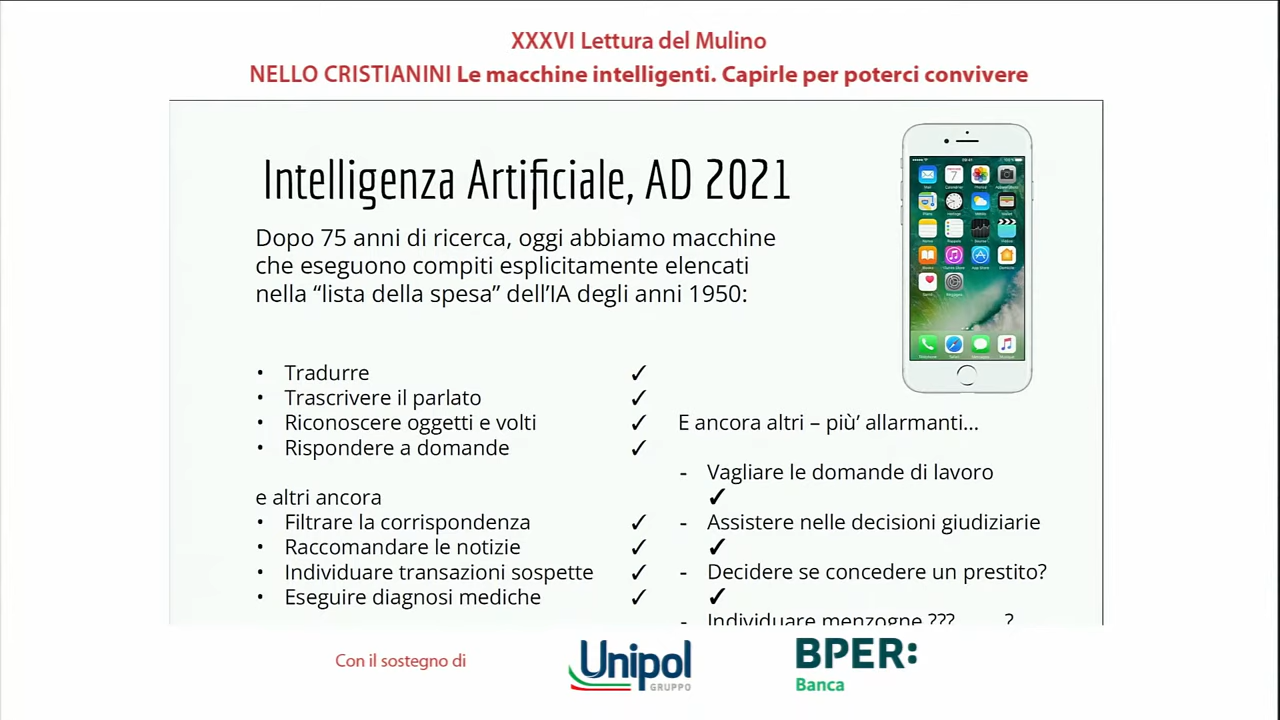 XXXVI Lettura del Mulino
NELLO CRISTIANINI Le macchine intelligenti. Capirle per poterci convivere
Intelligenza Artificiale, AD 2021
Dopo 75 anni di ricerca, oggi abbiamo macchine
che eseguono compiti esplicitamente elencati
nella “lista della spesa” dell’IA degli anni 1950:
• Tradurre ✓
• Trascrivere il parlato ✓
• Riconoscere oggetti e volti ✓
• Rispondere a domande ✓
e altri ancora
• Filtrare la corrispondenza ✓
• Raccomandare le notizie ✓
• Individuare transazioni sospette ✓
• Eseguire diagnosi mediche ✓
E ancora altri – più’ allarmanti...
- Vagliare le domande di lavoro
✓
- Assistere nelle decisioni giudiziarie
✓
- Decidere se concedere un prestito?
✓
- Individuare menzogne ??? ?
Con il sostegno di
Unipol
GRUPPO
BPER:
Banca